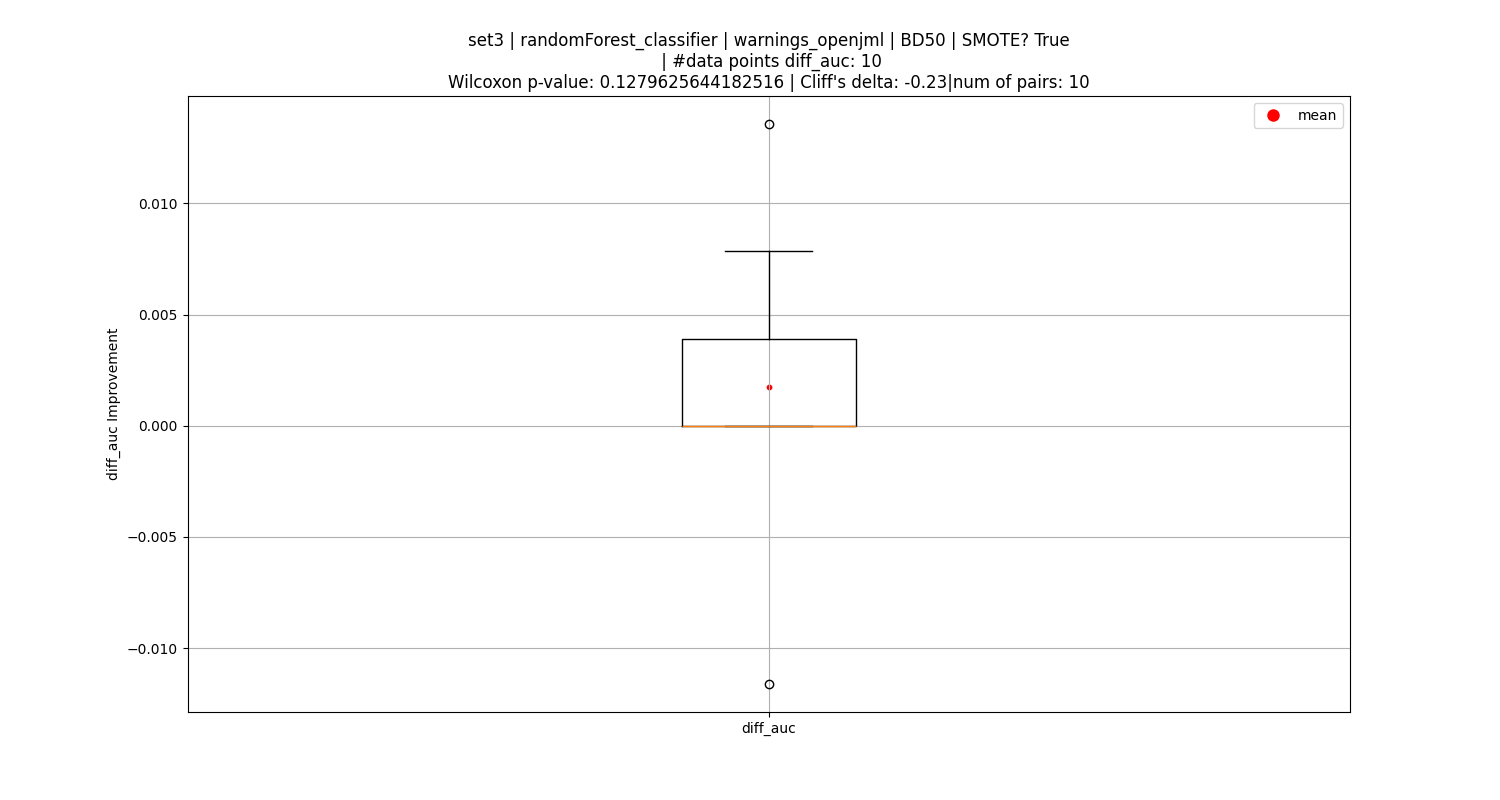 set3 | randomForest_classifier | warnings_openjml | BD50 | SMOTE? True
| #data points diff_auc: 10
Wilcoxon p-value: 0.1279625644182516 | Cliff's delta: -0.23|num of pairs: 10
mean
0.010
0.005
0.000
−0.005
−0.010
diff_auc Improvement
diff_auc